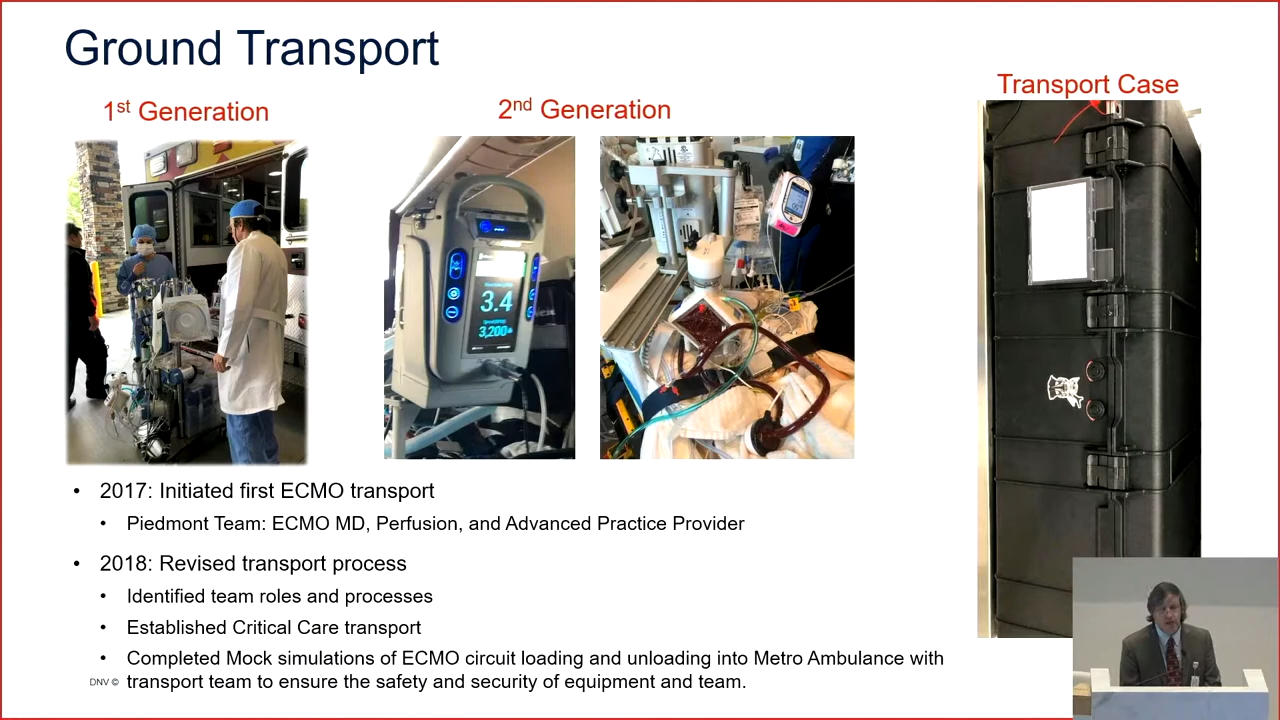 Ground Transport
1st Generation
2nd Generation
Transport Case
3.4
3,200
• 2017: Initiated first ECMO transport
• Piedmont Team: ECMO MD, Perfusion, and Advanced Practice Provider
• 2018: Revised transport process
• Identified team roles and processes
• Established Critical Care transport
• Completed Mock simulations of ECMO circuit loading and unloading into Metro Ambulance with
transport team to ensure the safety and security of equipment and team.
DNV ©